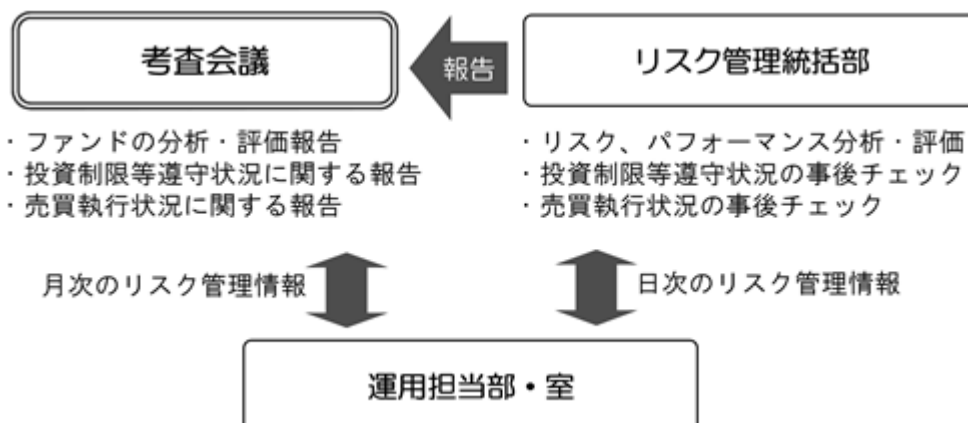 考査会議
報告
リスク管理統括部
・ファンドの分析・評価報告
・投資制限等遵守状況に関する報告
・売買執行状況に関する報告
・リスク、パフォーマンス分析・評価
・投資制限等遵守状況の事後チェック
・売買執行状況の事後チェック
月次のリスク管理情報
日次のリスク管理情報
運用担当部・室